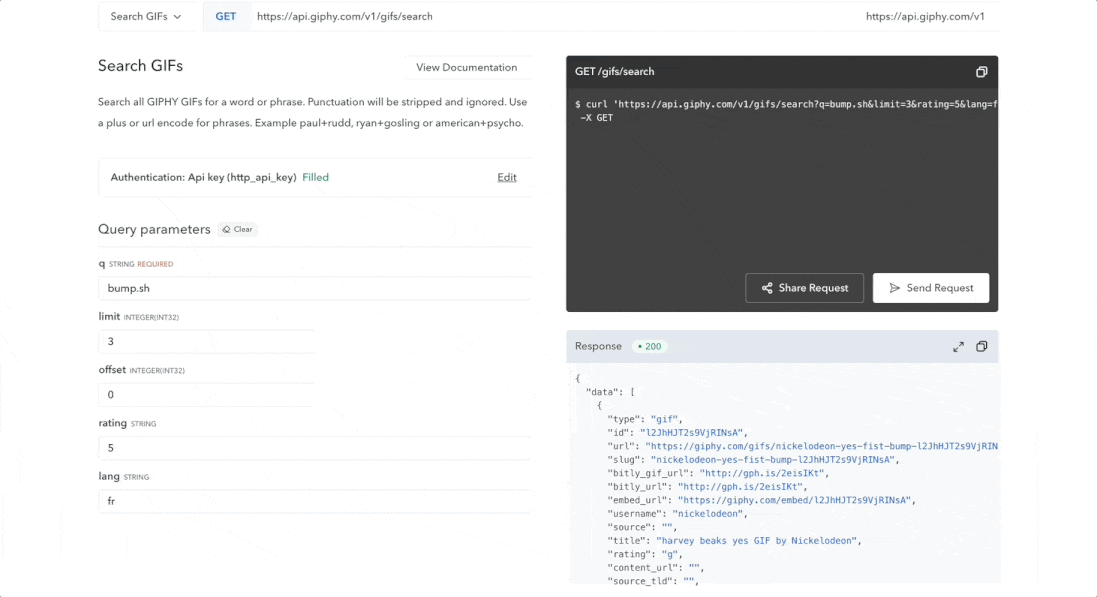 Search GIFs
GET
https://api.giphy.com/v1/gifs/search
https://api.giphy.com/v1
Search GIFs
View Documentation
Search all GIPHY GIFs for a word or phrase. Punctuation will be stripped and ignored. Use
a plus or url encode for phrases. Example paul+rudd, ryan+gosling or american+psycho.
Authentication: Api key (http_api_key) Filled
Edit
Query parameters
Clear
q STRING REQUIRED
bump.sh
limit INTEGER(INT32)
3
offset INTEGER(INT32)
0
rating STRING
5
lang STRING
fr
GET /gifs/search
$ curl 'https://api.giphy.com/v1/gifs/search?q=bump.sh&limit=3&rating=5&lang=f
-X GET
Share Request
Send Request
Response
200
{
"data": [
{
"type": "gif",
"id": "l2JhHJT2s9VjRINsA",
"url": "https://giphy.com/gifs/nickelodeon-yes-fist-bump-l2JhHJT2s9VjRIN
"slug": "nickelodeon-yes-fist-bump-l2JhHJT2s9VjRINsA",
"bitly_gif_url": "http://gph.is/2eisIKt",
"bitly_url": "http://gph.is/2eisIKt",
"embed_url": "https://giphy.com/embed/l2JhHJT2s9VjRINsA",
"username": "nickelodeon",
"source": "",
"title": "harvey beaks yes GIF by Nickelodeon",
"rating": "g",
"content_url": "",
"source_tld": "",